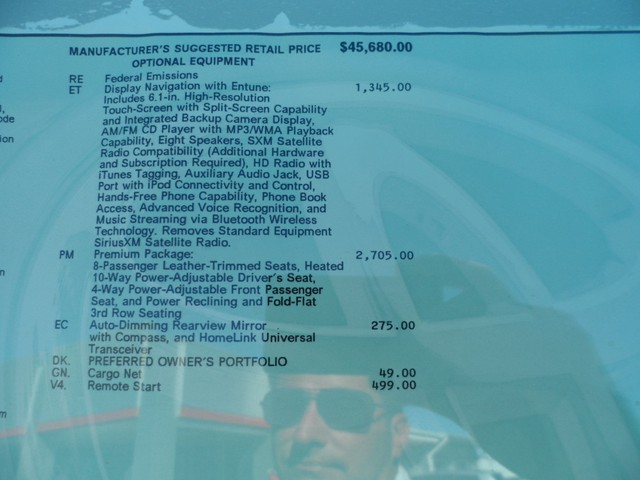 MANUFACTURER'S SUGGESTED RETAIL PRICE $45,680.00
OPTIONAL EQUIPMENT
RE Federal Emissions
ET Display Navigation with Entune: 1,345.00
Includes 6.1-in. High-Resolution
Touch-Screen with Split-Screen Capability
and Integrated Backup Camera Display,
AM/FM CD Player with MP3/WMA Playback
Capability, Eight Speakers, SXM Satellite
Radio Compatibility (Additional Hardware
and Subscription Required), HD Radio with
iTunes Tagging, Auxiliary Audio Jack, USB
Port with iPod Connectivity and Control,
Hands-Free Phone Capability, Phone Book
Access, Advanced Voice Recognition, and
Music Streaming via Bluetooth Wireless
Technology. Removes Standard Equipment
SiriusXM Satellite Radio.
PM Premium Package: 2,705.00
8-Passenger Leather-Trimmed Seats, Heated
10-Way Power-Adjustable Driver's Seat,
4-Way Power-Adjustable Front Passenger
Seat, and Power Reclining and Fold-Flat
3rd Row Seating
EC Auto-Dimming Rearview Mirror 275.00
with Compass, and HomeLink Universal
Transceiver
DK. PREFERRED OWNER'S PORTFOLIO
GN. Cargo Net 49.00
V4. Remote Start 499.00